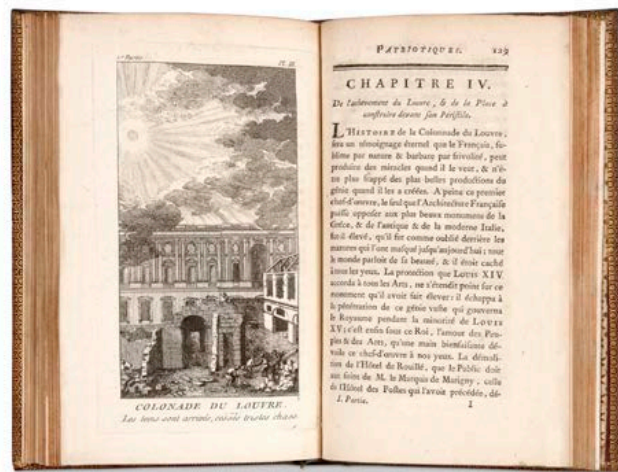 1.re Partie. Pl. II.
COLONADE DU LOUVRE.
Les tems sont arrivés, cessés tristes chaos
PATRIOTIQUES. 129
CHAPITRE IV.
De l'achèvement du Louvre, & de la Place à
construire devant son Péristile.
L'HISTOIRE de la Colonade du Louvre,
sera un témoignage éternel que le François, su-
blime par nature & barbare par frivolité, peut
produire des miracles quand il le veut, & n'ê-
tre plus frappé des plus belles productions du
génie quand il les a créées. A peine ce premier
chef-d'œuvre, le seul que l'Architecture Française
puisse opposer aux plus beaux monumens de la
Grèce, & de l'antique & de la moderne Italie,
fut-il élevé, qu'il fut comme oublié derrière les
mâtures qui l'ont masqué jusqu'aujourd'hui ; tout
le monde parloit de sa beauté, & il étoit caché
à tous les yeux. La protection que LOUIS XIV
accorda à tous les Arts, ne s'étendit point sur ce
monument qu'il avoit fait élever : il échappa à
la pénétration de ce génie vaste qui gouverna
le Royaume pendant la minorité de LOUIS
XV ; c'est enfin sous ce Roi, l'amour des Peu-
ples & des Arts, qu'une main bienfaisante dé-
voile ce chef-d'œuvre à nos yeux. La démoli-
tion de l'Hôtel de Rouillé, que le Public doit
aux soins de M. le Marquis de Marigny, celle
de l'Hôtel des Postes qui l'avoit précédée, dé-
I. Partie. I